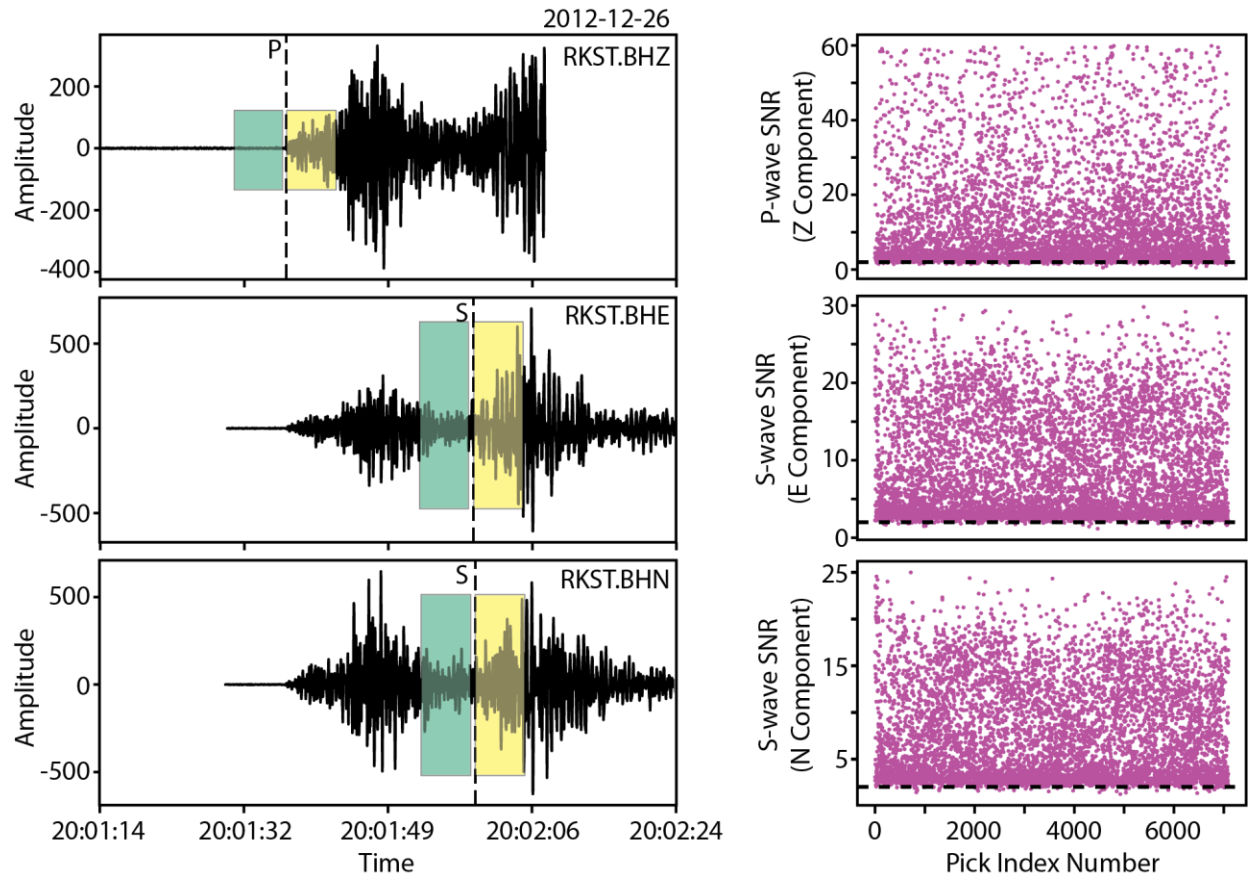 2012-12-26
P
RKST.BHZ
200
0
-200
-400
Amplitude
S
RKST.BHE
500
0
-500
Amplitude
S
RKST.BHN
500
0
-500
Amplitude
20:01:14 20:01:32 20:01:49 20:02:06 20:02:24
Time
60
40
20
0
P-wave SNR
(Z Component)
30
20
10
0
S-wave SNR
(E Component)
25
15
5
S-wave SNR
(N Component)
0 2000 4000 6000
Pick Index Number